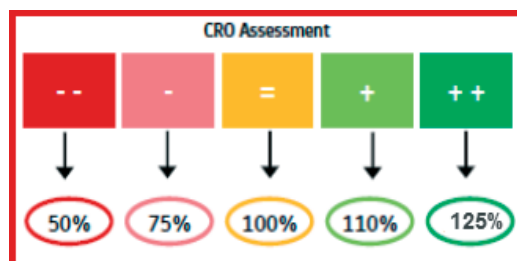 CRO Assessment
- - - = + + +
50% 75% 100% 110% 125%